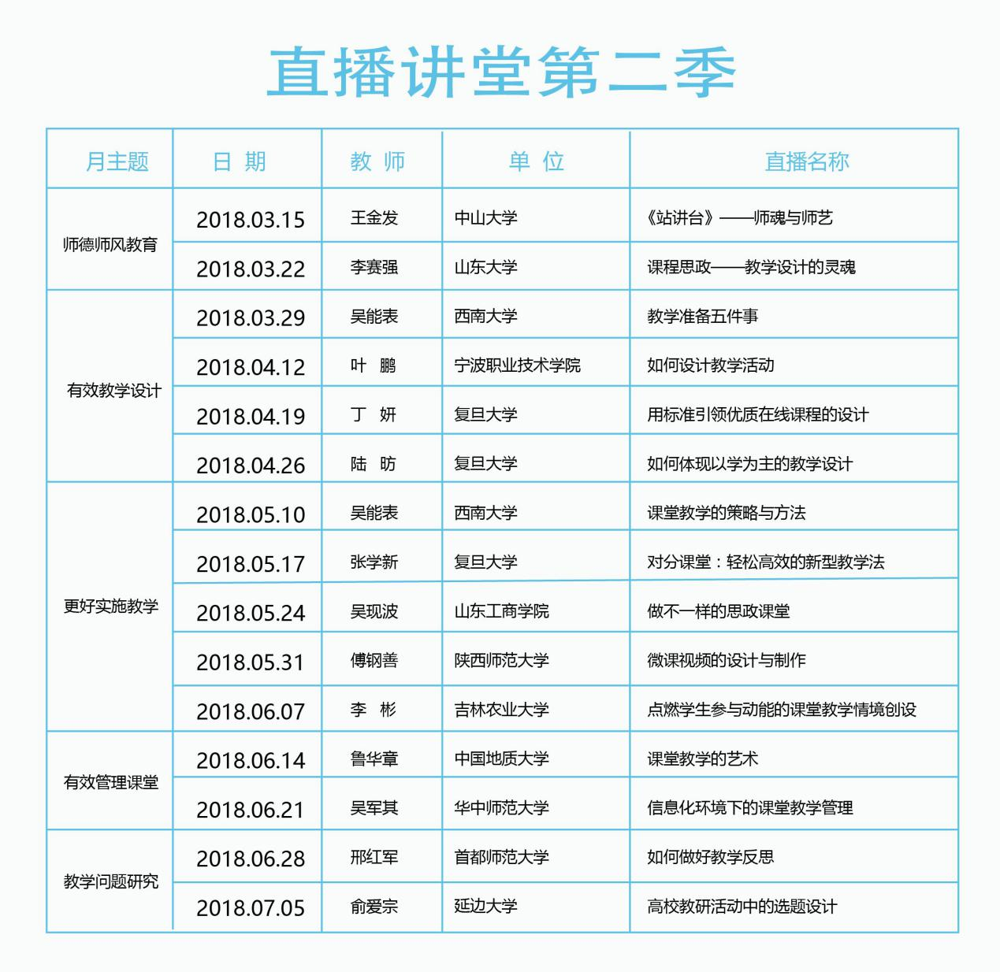 直播讲堂第二季
月主题 日 期 教 师 单 位 直播名称
师德师风教育
2018.03.15 王金发 中山大学 《站讲台》——师魂与师艺
2018.03.22 李赛强 山东大学 课程思政——教学设计的灵魂
有效教学设计
2018.03.29 吴能表 西南大学 教学准备五件事
2018.04.12 叶 鹏 宁波职业技术学院 如何设计教学活动
2018.04.19 丁 妍 复旦大学 用标准引领优质在线课程的设计
2018.04.26 陆 昉 复旦大学 如何体现以学为主的教学设计
更好实施教学
2018.05.10 吴能表 西南大学 课堂教学的策略与方法
2018.05.17 张学新 复旦大学 对分课堂：轻松高效的新型教学法
2018.05.24 吴现波 山东工商学院 做不一样的思政课堂
2018.05.31 傅钢善 陕西师范大学 微课视频的设计与制作
2018.06.07 李 彬 吉林农业大学 点燃学生参与动能的课堂教学情境创设
有效管理课堂
2018.06.14 鲁华章 中国地质大学 课堂教学的艺术
2018.06.21 吴军其 华中师范大学 信息化环境下的课堂教学管理
教学问题研究
2018.06.28 邢红军 首都师范大学 如何做好教学反思
2018.07.05 俞爱宗 延边大学 高校教研活动中的选题设计